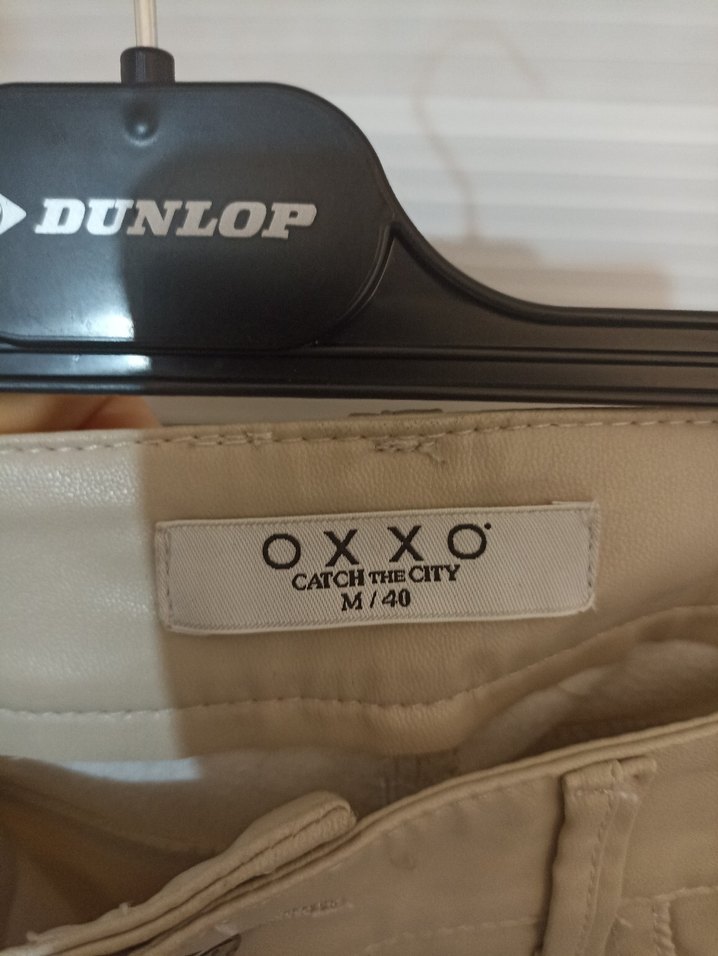 DUNLOP
OXXO
CATCH THE CITY
M / 40